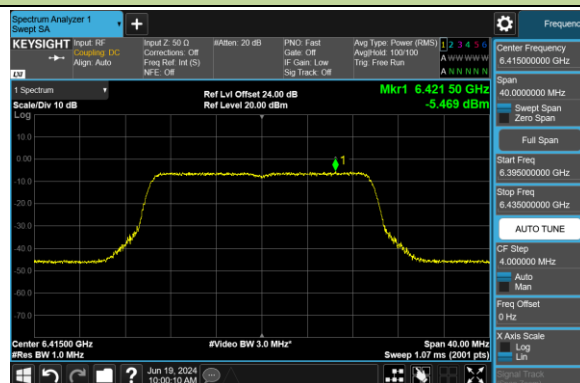 Spectrum Analyzer 1
Swept SA
+
Frequenc
KEYSIGHT
Input: RF
Coupling: DC
Align: Auto
Input Z: 50 Ω
Corrections: Off
Freq Ref: Int (S)
NFE: Off
#Atten: 20 dB
PNO: Fast
Gate: Off
IF Gain: Low
Sig Track: Off
Avg Type: Power (RMS)
Avg|Hold: 100/100
Trig: Free Run
1 2 3 4 5 6
A W W W W W
A N N N N N
LXI
Center Frequency
6.415000000 GHz
Span
40.0000000 MHz
Swept Span
Zero Span
Full Span
Start Freq
6.395000000 GHz
Stop Freq
6.435000000 GHz
AUTO TUNE
CF Step
4.000000 MHz
Auto
Man
Freq Offset
0 Hz
X Axis Scale
Log
Lin
Signal Track
1 Spectrum
Scale/Div 10 dB
Log
Ref Lvl Offset 24.00 dB
Ref Level 20.00 dBm
Mkr1 6.421 50 GHz
-5.469 dBm
10.0
0.00
1
-10.0
-20.0
-30.0
-40.0
-50.0
-60.0
-70.0
Center 6.41500 GHz
#Res BW 1.0 MHz
#Video BW 3.0 MHz*
Span 40.00 MHz
Sweep 1.07 ms (2001 pts)
?
Jun 19, 2024
10:00:10 AM